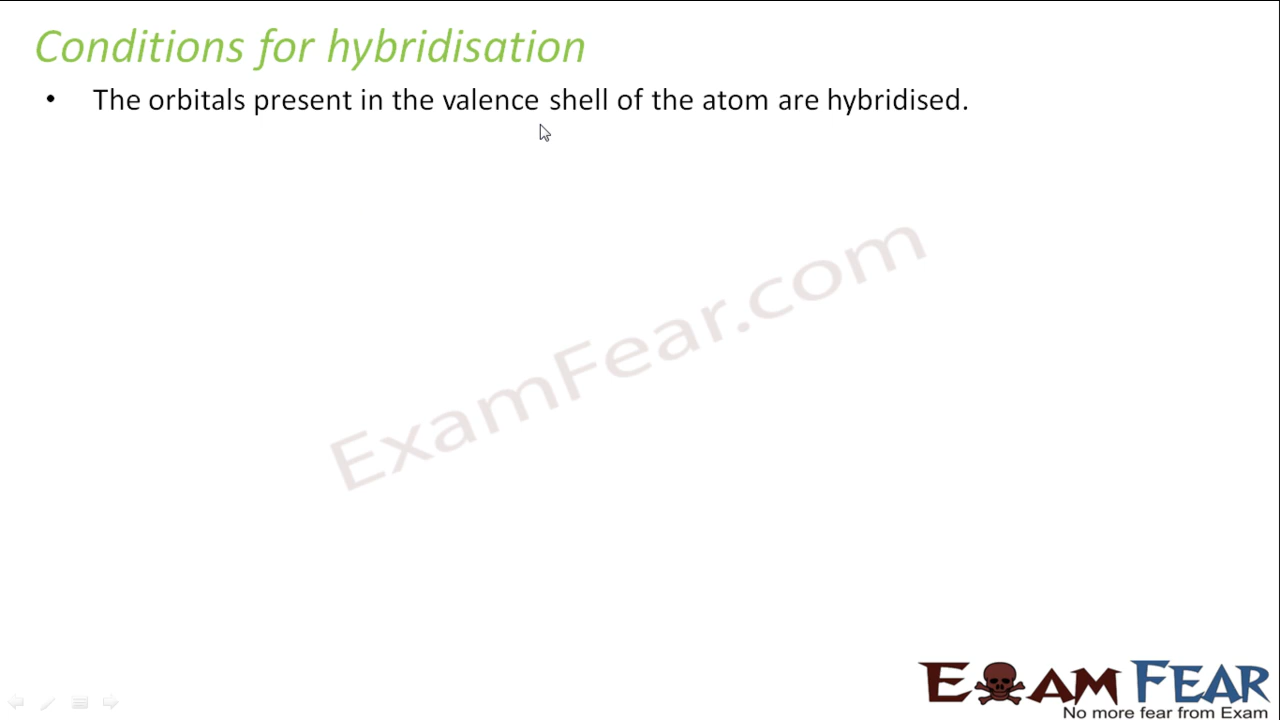 Conditions for hybridisation
• The orbitals present in the valence shell of the atom are hybridised.
ExamFear.com
EXAM FEAR
No more fear from Exam